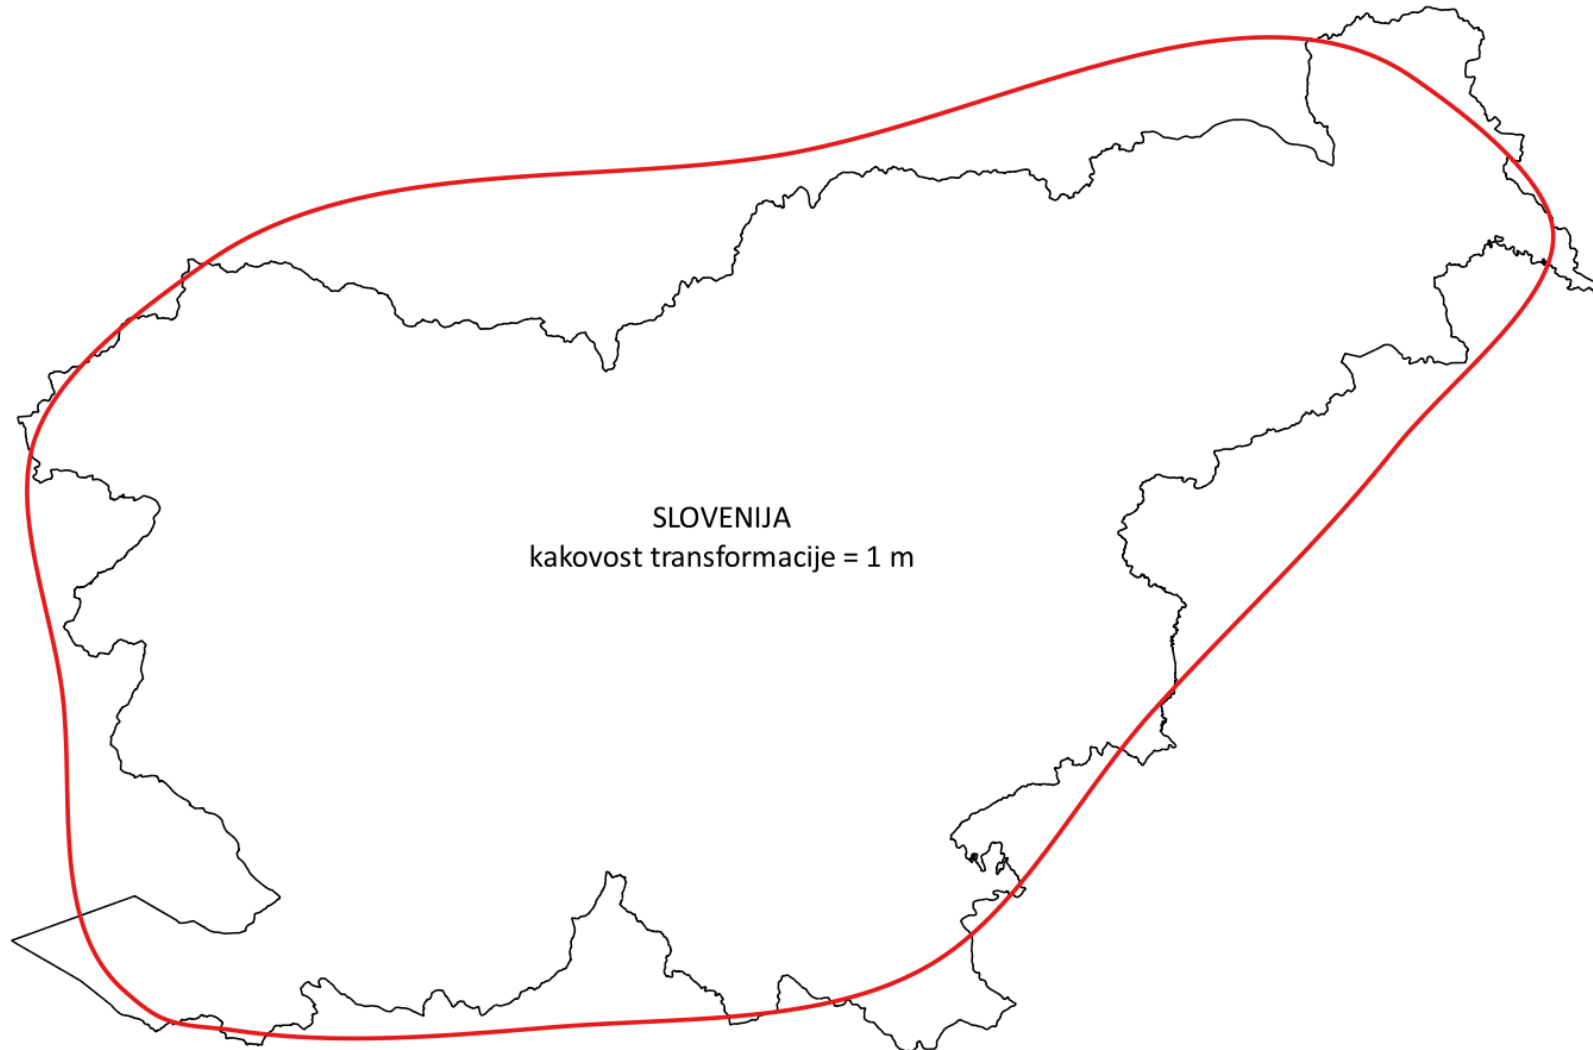 SLOVENIJA
kakovost transformacije = 1 m